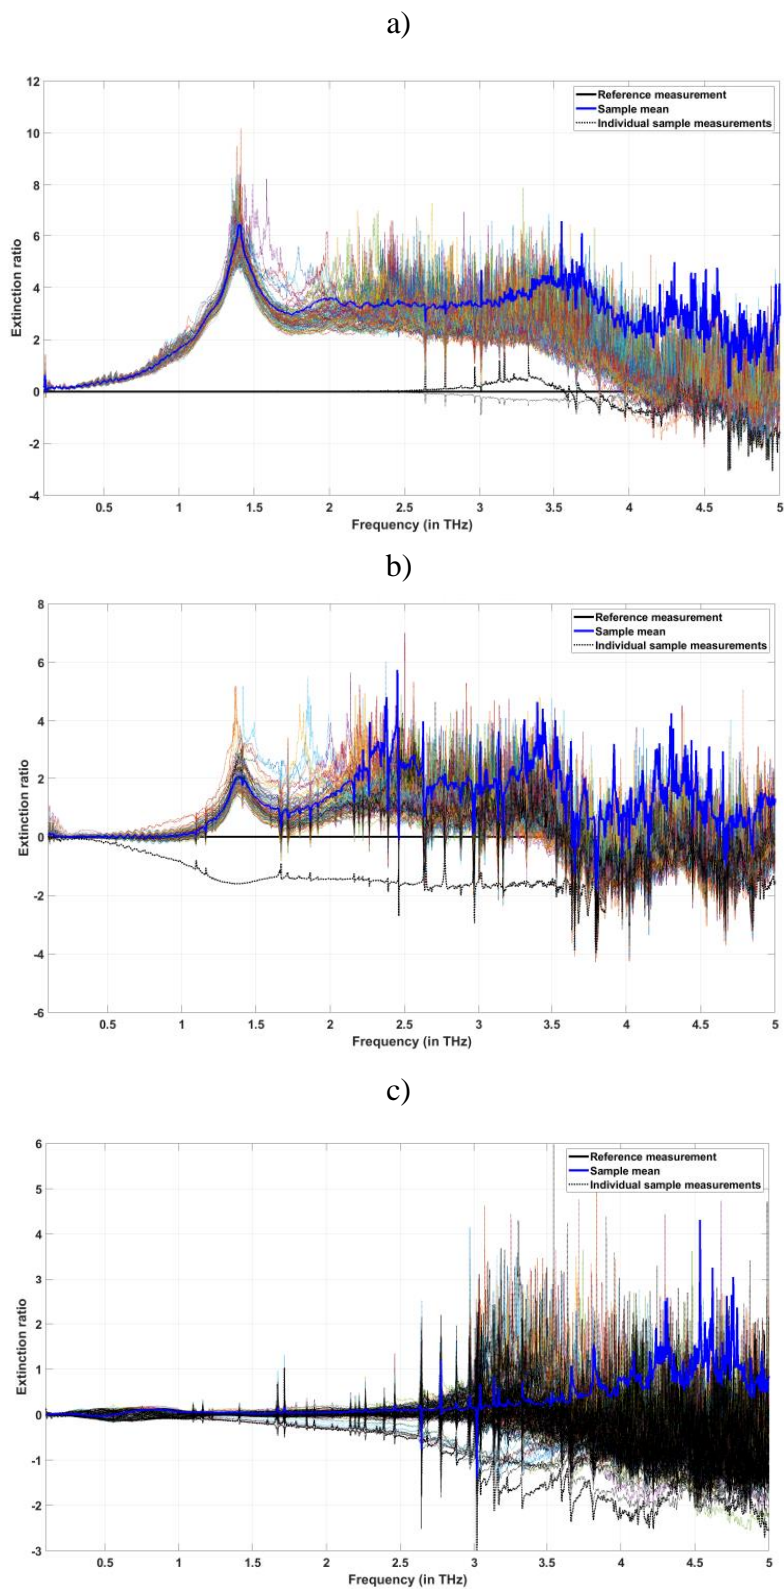 a)
12
10
8
6
4
2
0
-2
-4
Extinction ratio
Reference measurement
Sample mean
Individual sample measurements
0.5 1 1.5 2 2.5 3 3.5 4 4.5 5
Frequency (in THz)
b)
8
6
4
2
0
-2
-4
-6
Extinction ratio
Reference measurement
Sample mean
Individual sample measurements
0.5 1 1.5 2 2.5 3 3.5 4 4.5 5
Frequency (in THz)
c)
6
5
4
3
2
1
0
-1
-2
-3
Extinction ratio
Reference measurement
Sample mean
Individual sample measurements
0.5 1 1.5 2 2.5 3 3.5 4 4.5 5
Frequency (in THz)